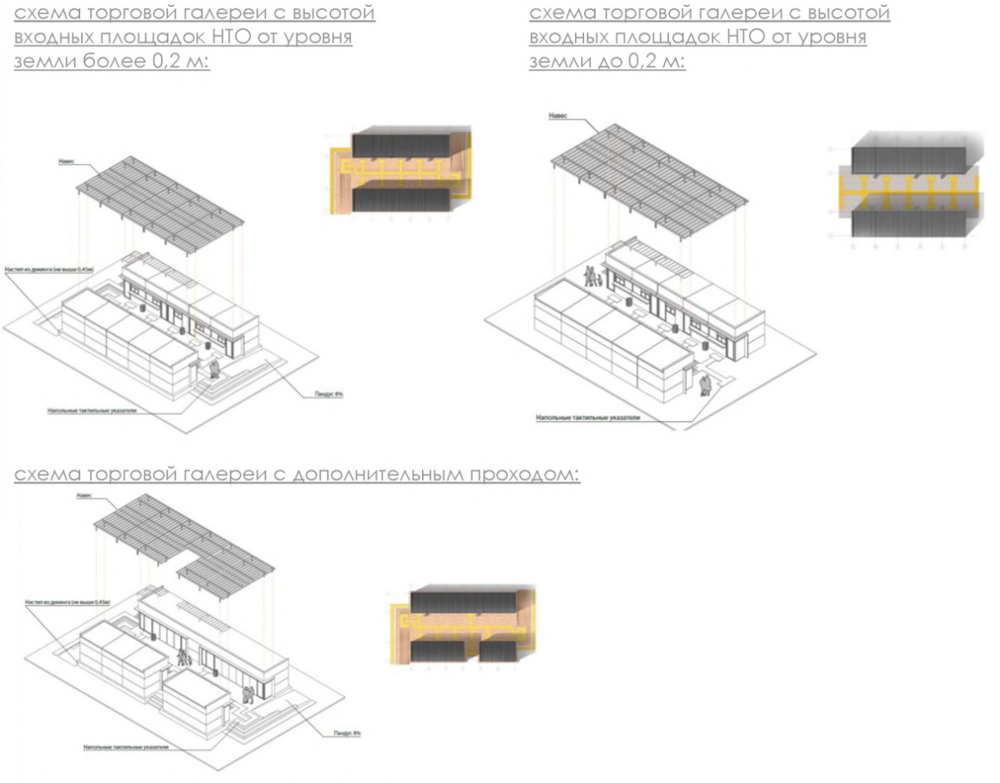 схема торговой галереи с высотой
входных площадок НТО от уровня
земли более 0,2 м:
Навес
Настил из декинга (не выше 0,45м)
Пандус 8%
Напольные тактильные указатели
схема торговой галереи с высотой
входных площадок НТО от уровня
земли до 0,2 м:
Навес
Напольные тактильные указатели
схема торговой галереи с дополнительным проходом:
Навес
Настил из декинга (не выше 0,45м)
Пандус 8%
Напольные тактильные указатели